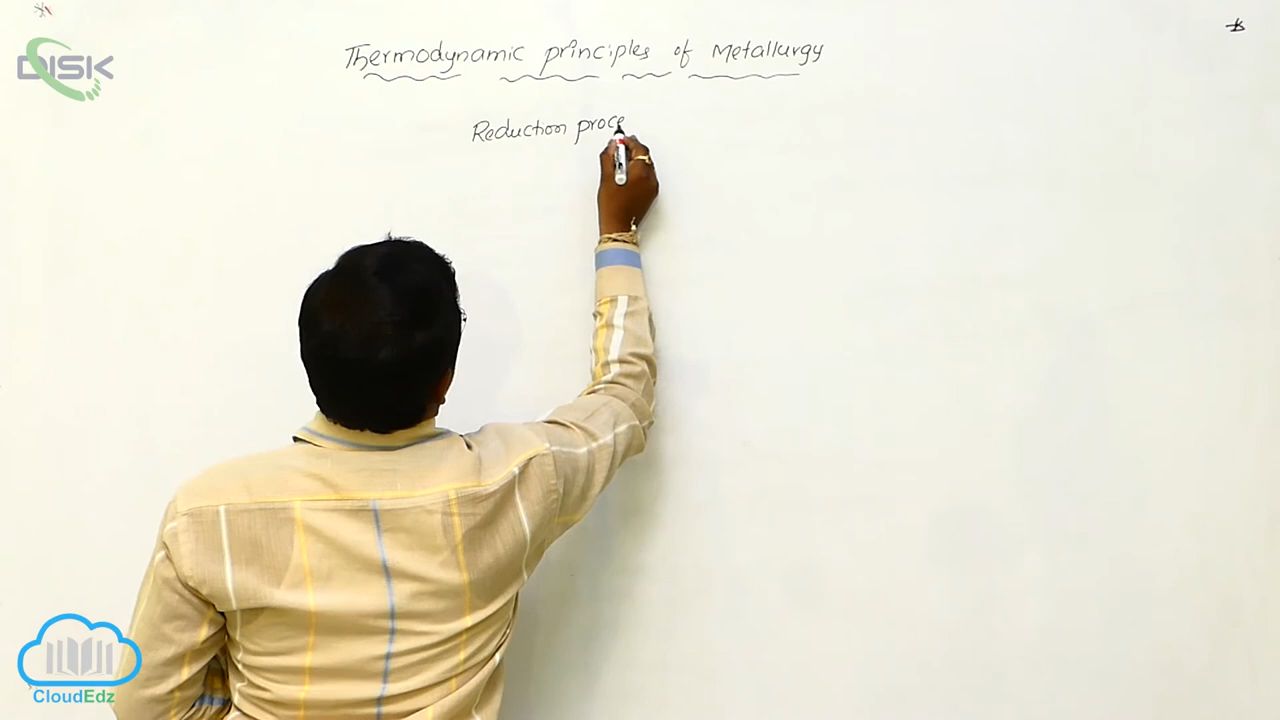 DISK
Thermodynamic principles of Metallurgy
Reduction proce
CloudEdz